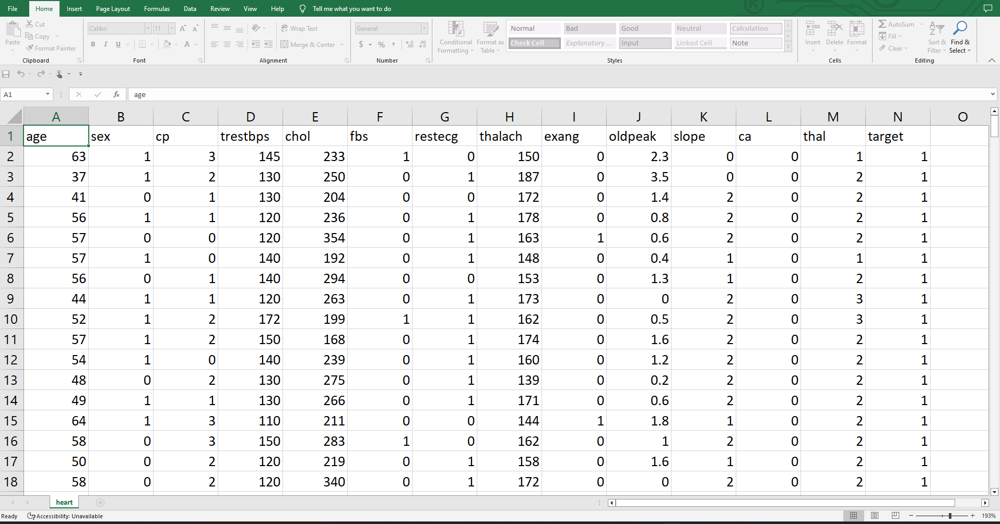 File Home Insert Page Layout Formulas Data Review View Help Tell me what you want to do
Paste Cut Copy Format Painter Clipboard
Calibri 11 A A B I U A Font
ab Wrap Text Merge & Center Alignment
General $ % , .00 .00 Number
Conditional Formatting Format as Table Normal Bad Good Neutral Calculation
Check Cell Explanatory ... Input Linked Cell Note Styles
Insert Delete Format Cells
AutoSum Fill Clear Sort & Filter Find & Select Editing
A1 fx age
A B C D E F G H I J K L M N O
1 age sex cp trestbps chol fbs restecg thalach exang oldpeak slope ca thal target
2 63 1 3 145 233 1 0 150 0 2.3 0 0 1 1
3 37 1 2 130 250 0 1 187 0 3.5 0 0 2 1
4 41 0 1 130 204 0 0 172 0 1.4 2 0 2 1
5 56 1 1 120 236 0 1 178 0 0.8 2 0 2 1
6 57 0 0 120 354 0 1 163 1 0.6 2 0 2 1
7 57 1 0 140 192 0 1 148 0 0.4 1 0 1 1
8 56 0 1 140 294 0 0 153 0 1.3 1 0 2 1
9 44 1 1 120 263 0 1 173 0 0 2 0 3 1
10 52 1 2 172 199 1 1 162 0 0.5 2 0 3 1
11 57 1 2 150 168 0 1 174 0 1.6 2 0 2 1
12 54 1 0 140 239 0 1 160 0 1.2 2 0 2 1
13 48 0 2 130 275 0 1 139 0 0.2 2 0 2 1
14 49 1 1 130 266 0 1 171 0 0.6 2 0 2 1
15 64 1 3 110 211 0 0 144 1 1.8 1 0 2 1
16 58 0 3 150 283 1 0 162 0 1 2 0 2 1
17 50 0 2 120 219 0 1 158 0 1.6 1 0 2 1
18 58 0 2 120 340 0 1 172 0 0 2 0 2 1
heart
Ready Accessibility: Unavailable 193%